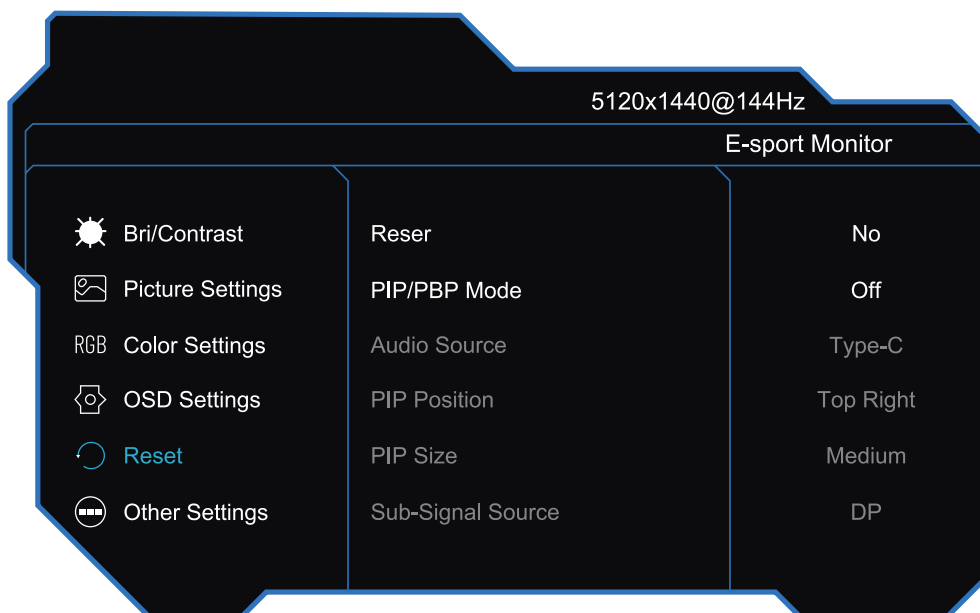 5120x1440@144Hz
E-sport Monitor
Bri/Contrast Reser No
Picture Settings PIP/PBP Mode Off
RGB Color Settings Audio Source Type-C
OSD Settings PIP Position Top Right
Reset PIP Size Medium
Other Settings Sub-Signal Source DP